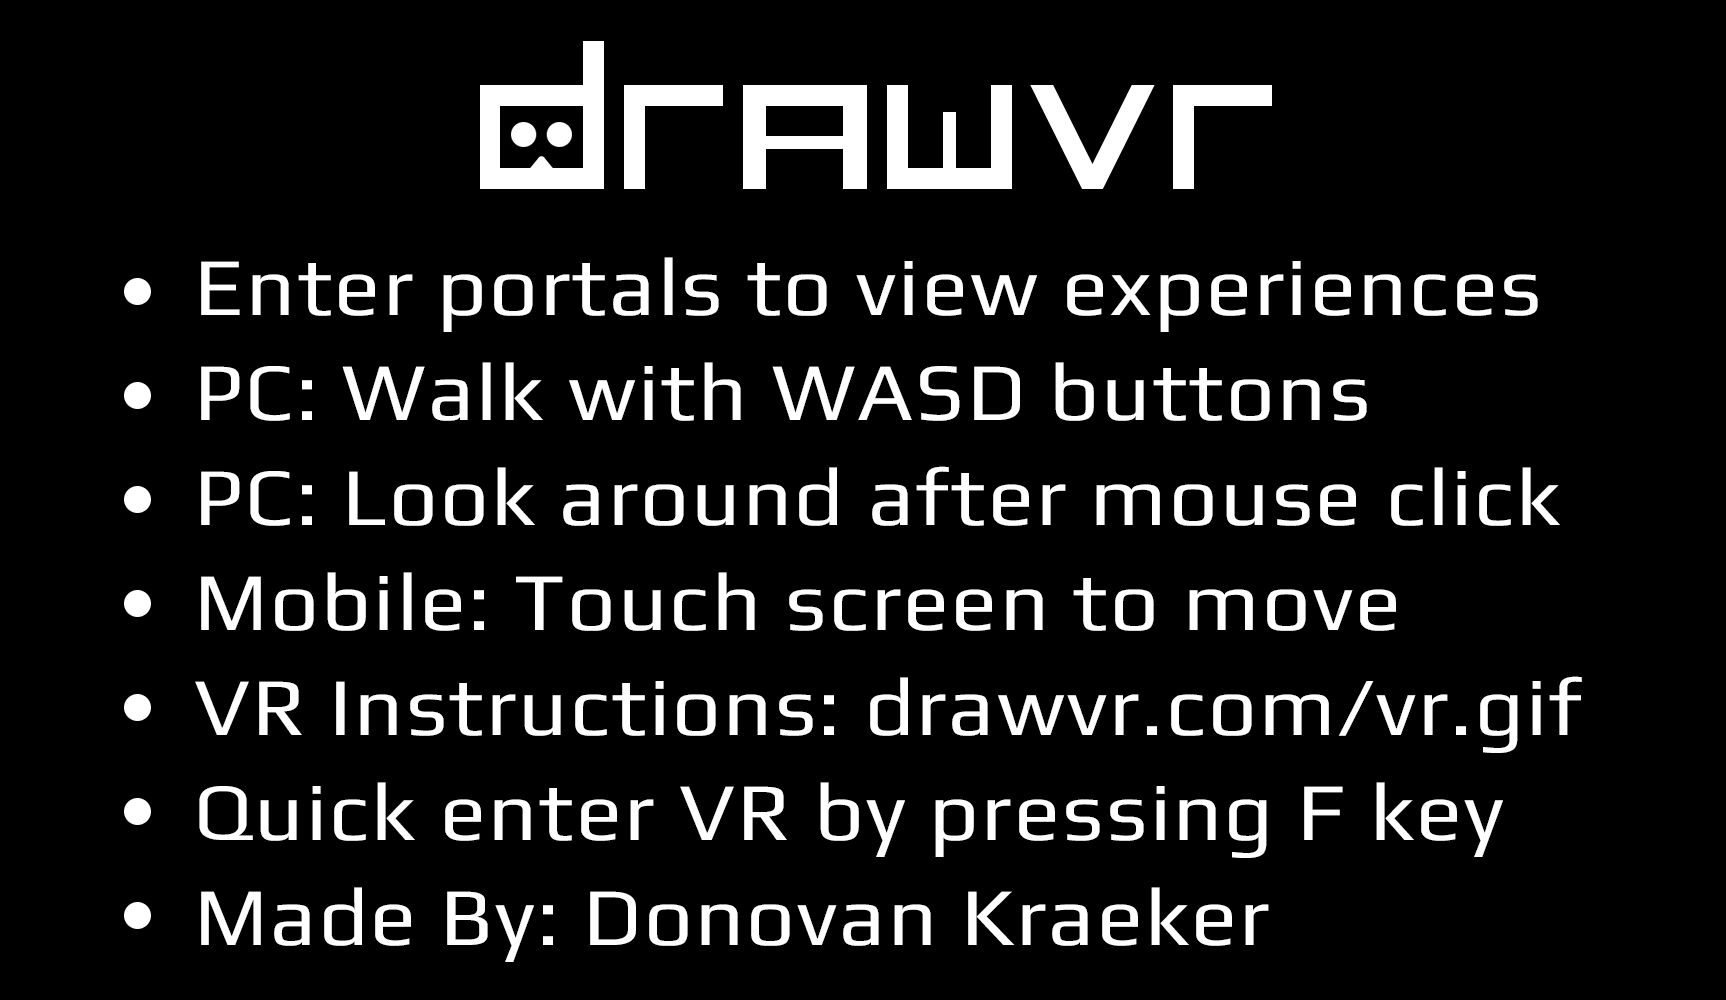 drawvr
• Enter portals to view experiences
• PC: Walk with WASD buttons
• PC: Look around after mouse click
• Mobile: Touch screen to move
• VR Instructions: drawvr.com/vr.gif
• Quick enter VR by pressing F key
• Made By: Donovan Kraeker